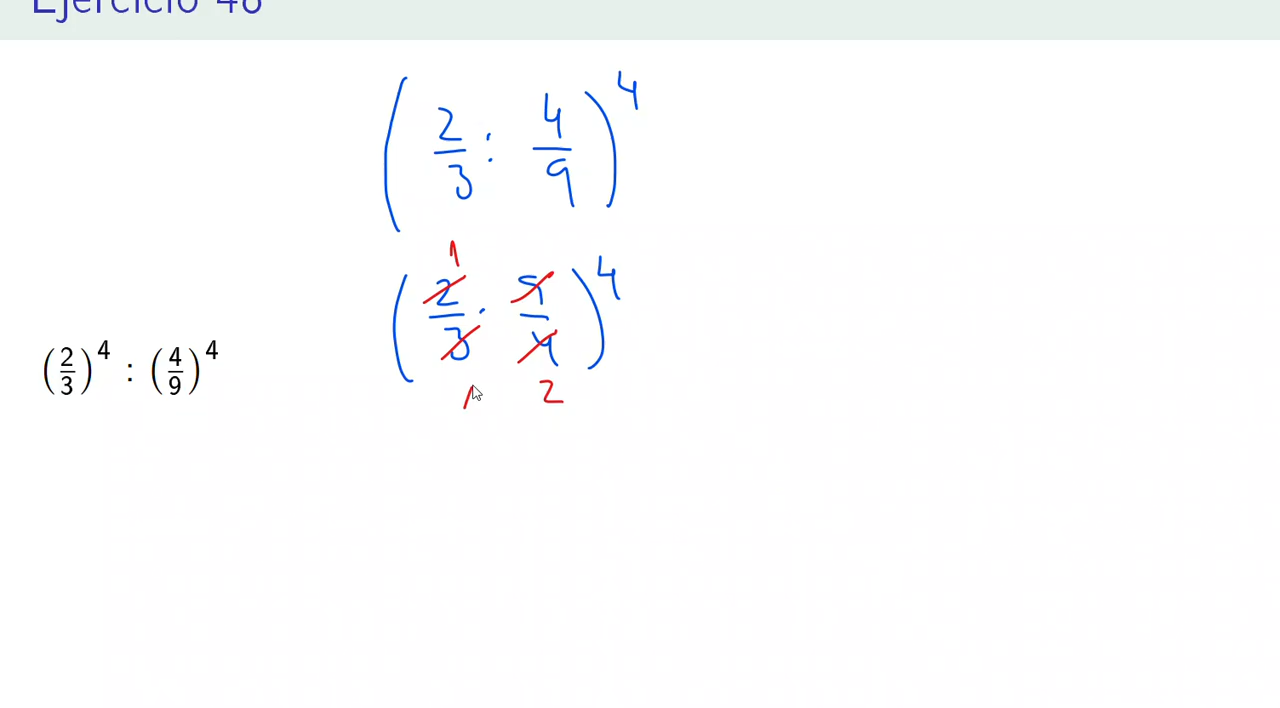 Ejercicio 48
(2/3 : 4/9)^4
1
(2/3 · 9/4)^4
1 2
(2/3)^4 : (4/9)^4